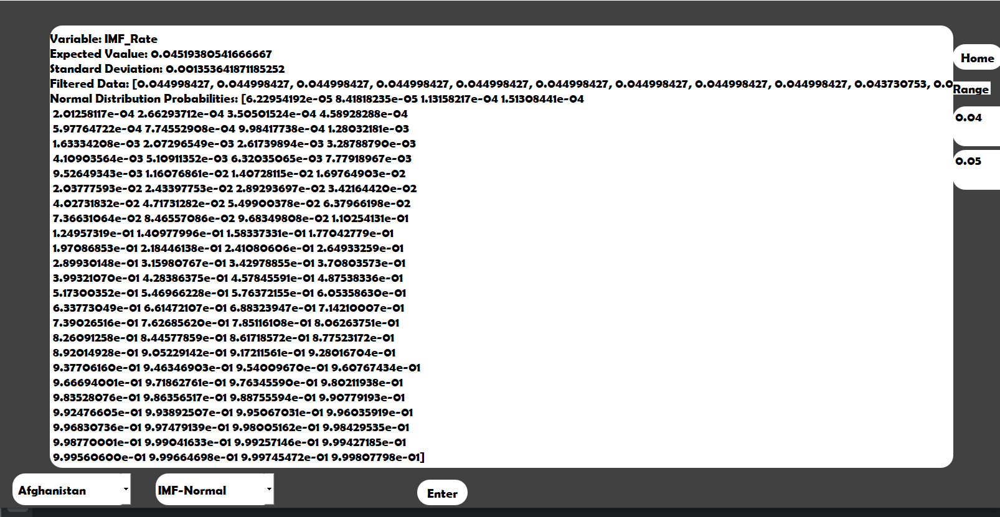 Variable: IMF_Rate
Expected Vaalue: 0.04519380541666667
Standard Deviation: 0.001353641871185252
Filtered Data: [0.044998427, 0.044998427, 0.044998427, 0.044998427, 0.044998427, 0.044998427, 0.044998427, 0.044998427, 0.044998427, 0.043730753, 0.0
Normal Distribution Probabilities: [6.22954192e-05 8.41818235e-05 1.13158217e-04 1.51308441e-04
2.01258117e-04 2.66293712e-04 3.50501524e-04 4.58928288e-04
5.97764722e-04 7.74552908e-04 9.98417738e-04 1.28032181e-03
1.63334208e-03 2.07296549e-03 2.61739894e-03 3.28788790e-03
4.10903564e-03 5.10911352e-03 6.32035065e-03 7.77918967e-03
9.52649343e-03 1.16076861e-02 1.40728115e-02 1.69764903e-02
2.03777593e-02 2.43397753e-02 2.89293697e-02 3.42164420e-02
4.02731832e-02 4.71731282e-02 5.49900378e-02 6.37966198e-02
7.36631064e-02 8.46557086e-02 9.68349808e-02 1.10254131e-01
1.24957319e-01 1.40977996e-01 1.58337331e-01 1.77042779e-01
1.97086853e-01 2.18446138e-01 2.41080606e-01 2.64933259e-01
2.89930148e-01 3.15980767e-01 3.42978855e-01 3.70803573e-01
3.99321070e-01 4.28386375e-01 4.57845591e-01 4.87538336e-01
5.17300352e-01 5.46966228e-01 5.76372155e-01 6.05358630e-01
6.33773049e-01 6.61472107e-01 6.88323947e-01 7.14210007e-01
7.39026516e-01 7.62685620e-01 7.85116108e-01 8.06263751e-01
8.26091258e-01 8.44577859e-01 8.61718572e-01 8.77523172e-01
8.92014928e-01 9.05229142e-01 9.17211561e-01 9.28016704e-01
9.37706160e-01 9.46346903e-01 9.54009670e-01 9.60767434e-01
9.66694001e-01 9.71862761e-01 9.76345590e-01 9.80211938e-01
9.83528076e-01 9.86356517e-01 9.88755594e-01 9.90779193e-01
9.92476605e-01 9.93892507e-01 9.95067031e-01 9.96035919e-01
9.96830736e-01 9.97479139e-01 9.98005162e-01 9.98429535e-01
9.98770001e-01 9.99041633e-01 9.99257146e-01 9.99427185e-01
9.99560600e-01 9.99664698e-01 9.99745472e-01 9.99807798e-01]
Home
Range
0.04
0.05
Afghanistan
IMF-Normal
Enter